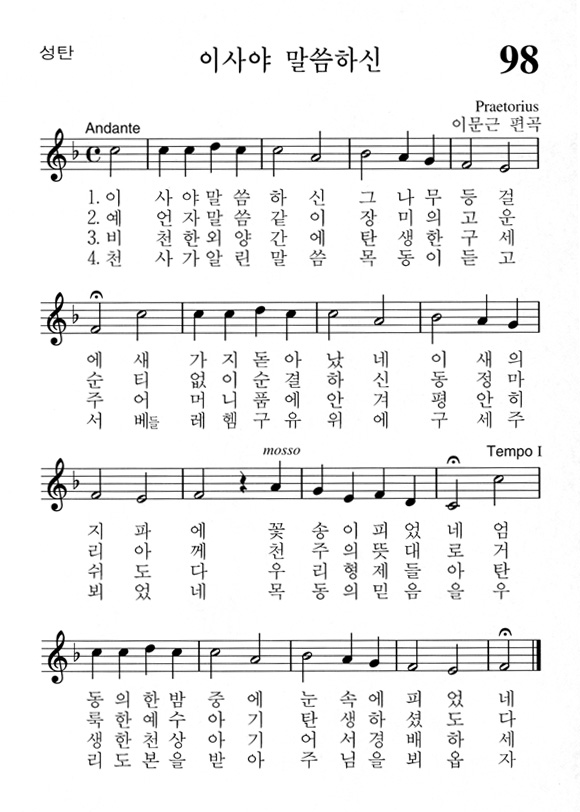 성탄
이사야 말씀하신
98
Praetorius
이문근 편곡
Andante
1. 이 사 야 말 씀 하 신 그 나 무 등 걸
2. 예 언 자 말 씀 같 이 장 미 의 고 운
3. 비 천 한 외 양 간 에 탄 생 한 구 세
4. 천 사 가 알 린 말 씀 목 동 이 듣 고
에 새 가 지 돋 아 났 네 이 새 의
순 티 없 이 순 결 하 신 동 정 마
주 어 머 니 품 에 안 겨 평 안 히
서 베들 레 헴 구 유 위 에 구 세 주
mosso
Tempo I
지 파 에 꽃 송 이 피 었 네 엄
리 아 께 천 주 의 뜻 대 로 거
쉬 도 다 우 리 형 제 들 아 탄
뵈 었 네 목 동 의 믿 음 을 우
동 의 한 밤 중 에 눈 속 에 피 었 네
룩 한 예 수 아 기 탄 생 하 셨 도 다
생 한 천 상 아 기 어 서 경 배 하 세
리 도 본 을 받 아 주 님 을 뵈 옵 자